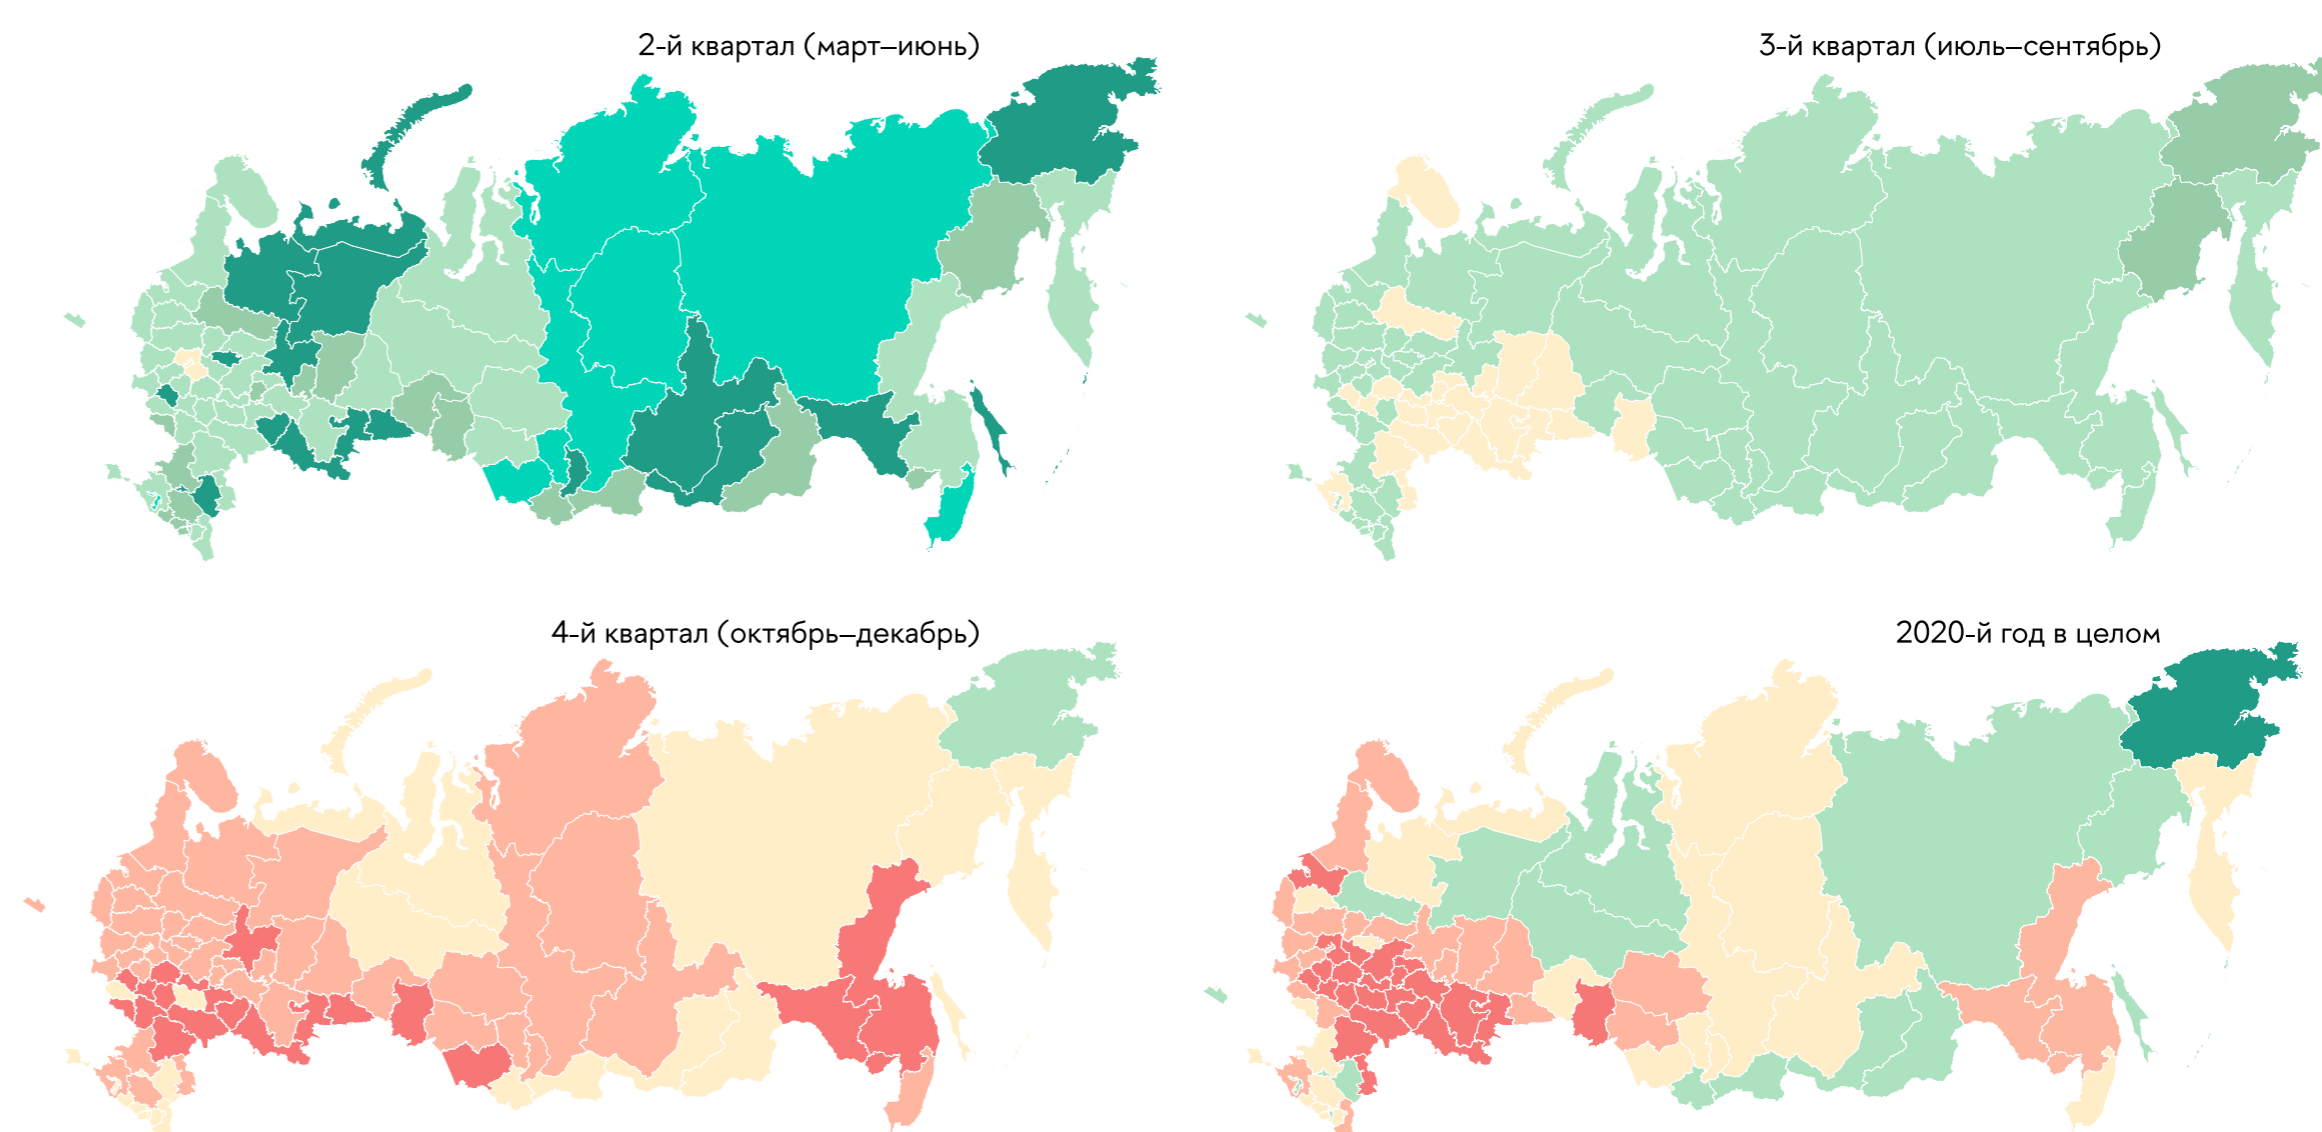 2-й квартал (март–июнь)
3-й квартал (июль–сентябрь)
4-й квартал (октябрь–декабрь)
2020-й год в целом